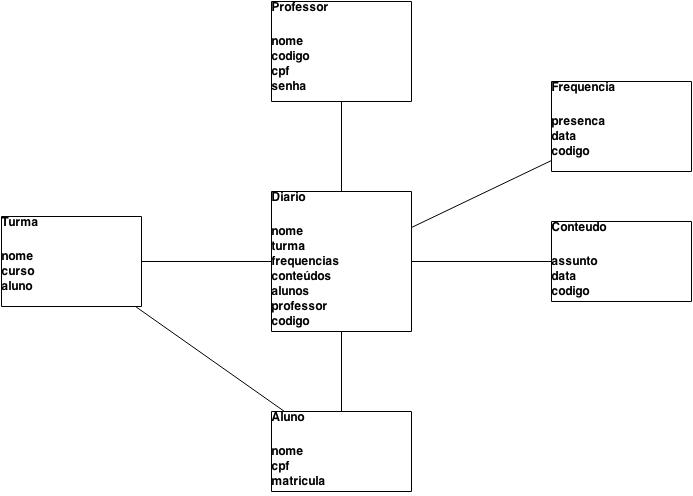 Professor
nome
codigo
cpf
senha
Frequencia
presenca
data
codigo
Turma
nome
curso
aluno
Diario
nome
turma
frequencias
conteúdos
alunos
professor
codigo
Conteudo
assunto
data
codigo
Aluno
nome
cpf
matricula